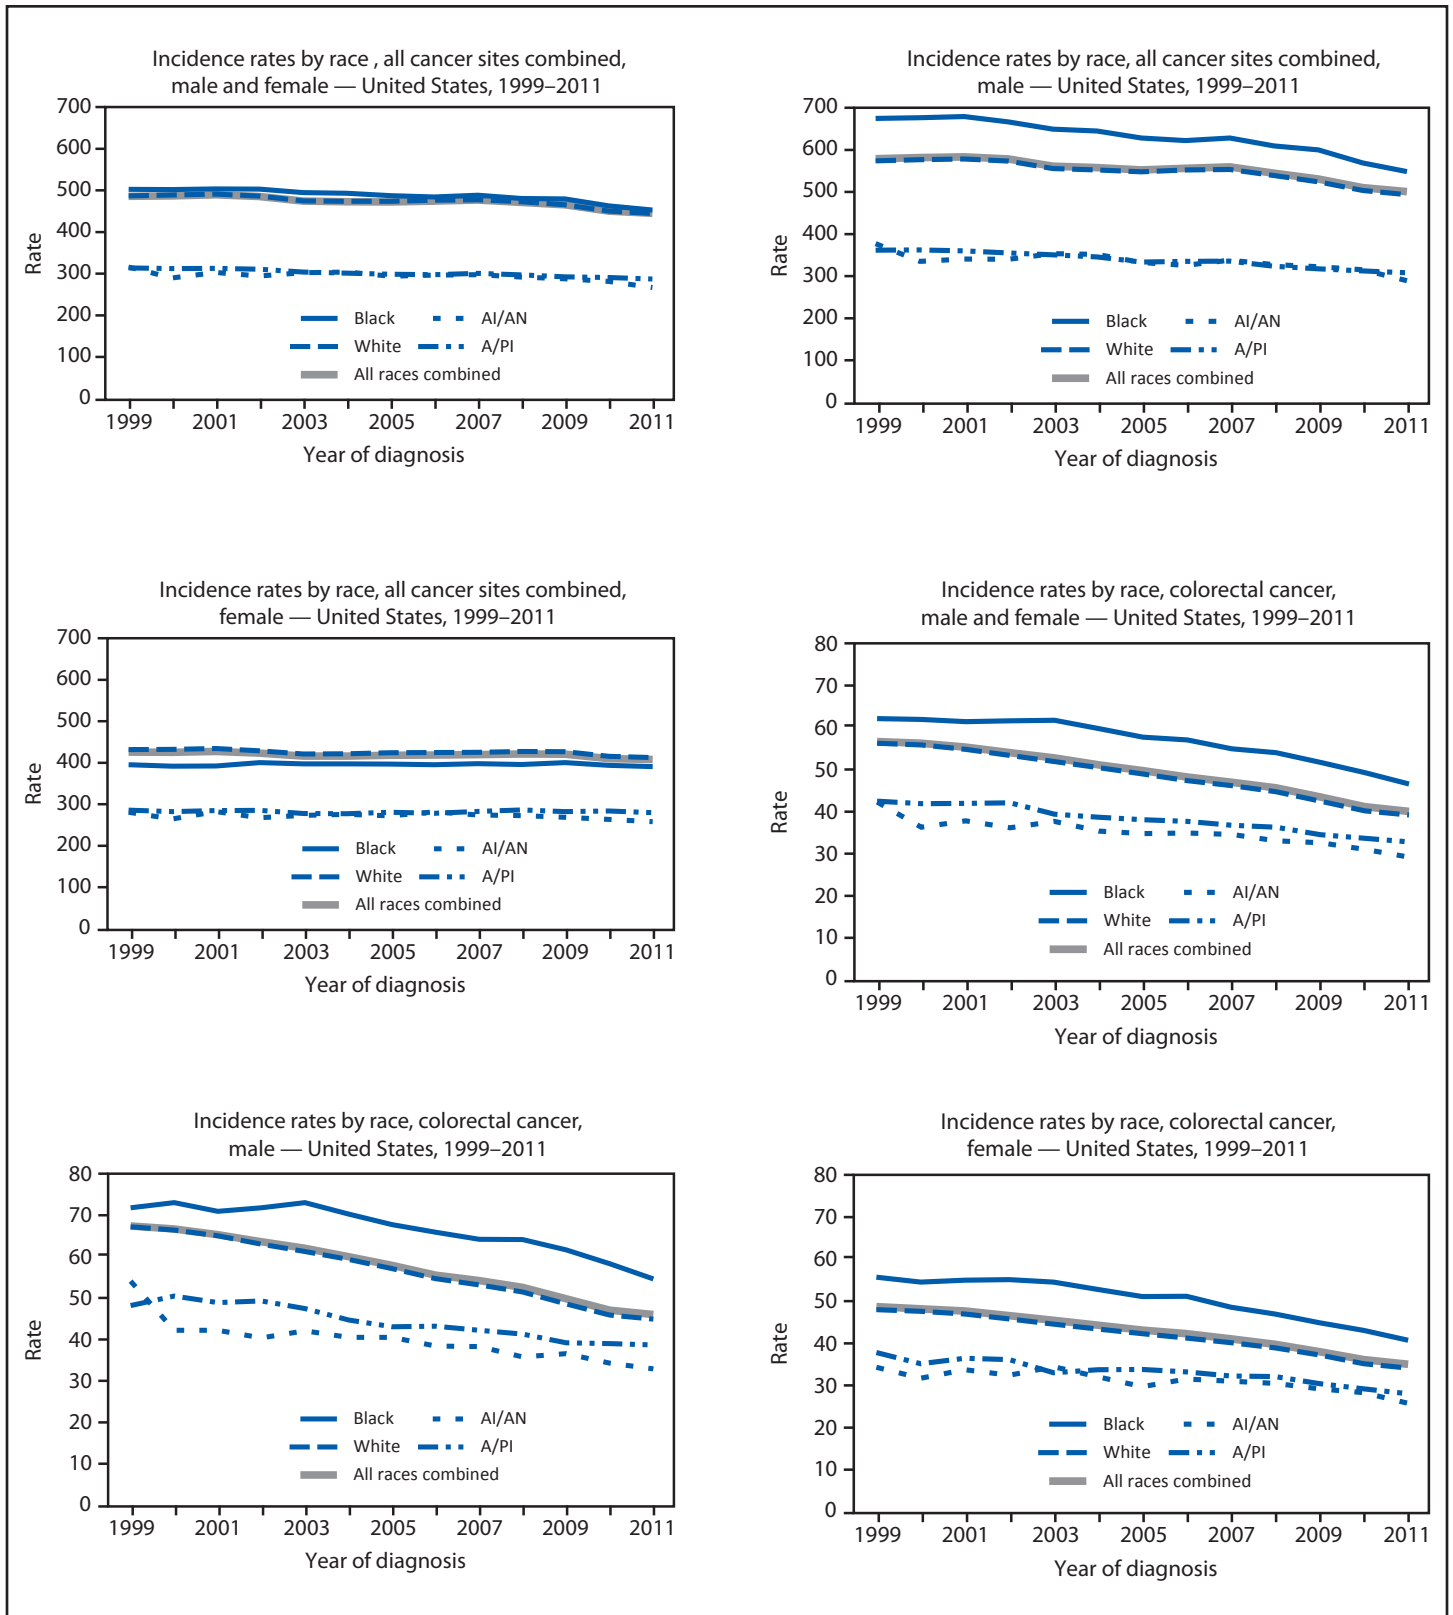 Incidence rates by race , all cancer sites combined,
male and female — United States, 1999–2011
700
600
500
400
300
200
100
0
Rate
Black
AI/AN
White
A/PI
All races combined
1999 2001 2003 2005 2007 2009 2011
Year of diagnosis
Incidence rates by race, all cancer sites combined,
male — United States, 1999–2011
700
600
500
400
300
200
100
0
Rate
Black
AI/AN
White
A/PI
All races combined
1999 2001 2003 2005 2007 2009 2011
Year of diagnosis
Incidence rates by race, all cancer sites combined,
female — United States, 1999–2011
700
600
500
400
300
200
100
0
Rate
Black
AI/AN
White
A/PI
All races combined
1999 2001 2003 2005 2007 2009 2011
Year of diagnosis
Incidence rates by race, colorectal cancer,
male and female — United States, 1999–2011
80
70
60
50
40
30
20
10
0
Rate
Black
AI/AN
White
A/PI
All races combined
1999 2001 2003 2005 2007 2009 2011
Year of diagnosis
Incidence rates by race, colorectal cancer,
male — United States, 1999–2011
80
70
60
50
40
30
20
10
0
Rate
Black
AI/AN
White
A/PI
All races combined
1999 2001 2003 2005 2007 2009 2011
Year of diagnosis
Incidence rates by race, colorectal cancer,
female — United States, 1999–2011
80
70
60
50
40
30
20
10
0
Rate
Black
AI/AN
White
A/PI
All races combined
1999 2001 2003 2005 2007 2009 2011
Year of diagnosis